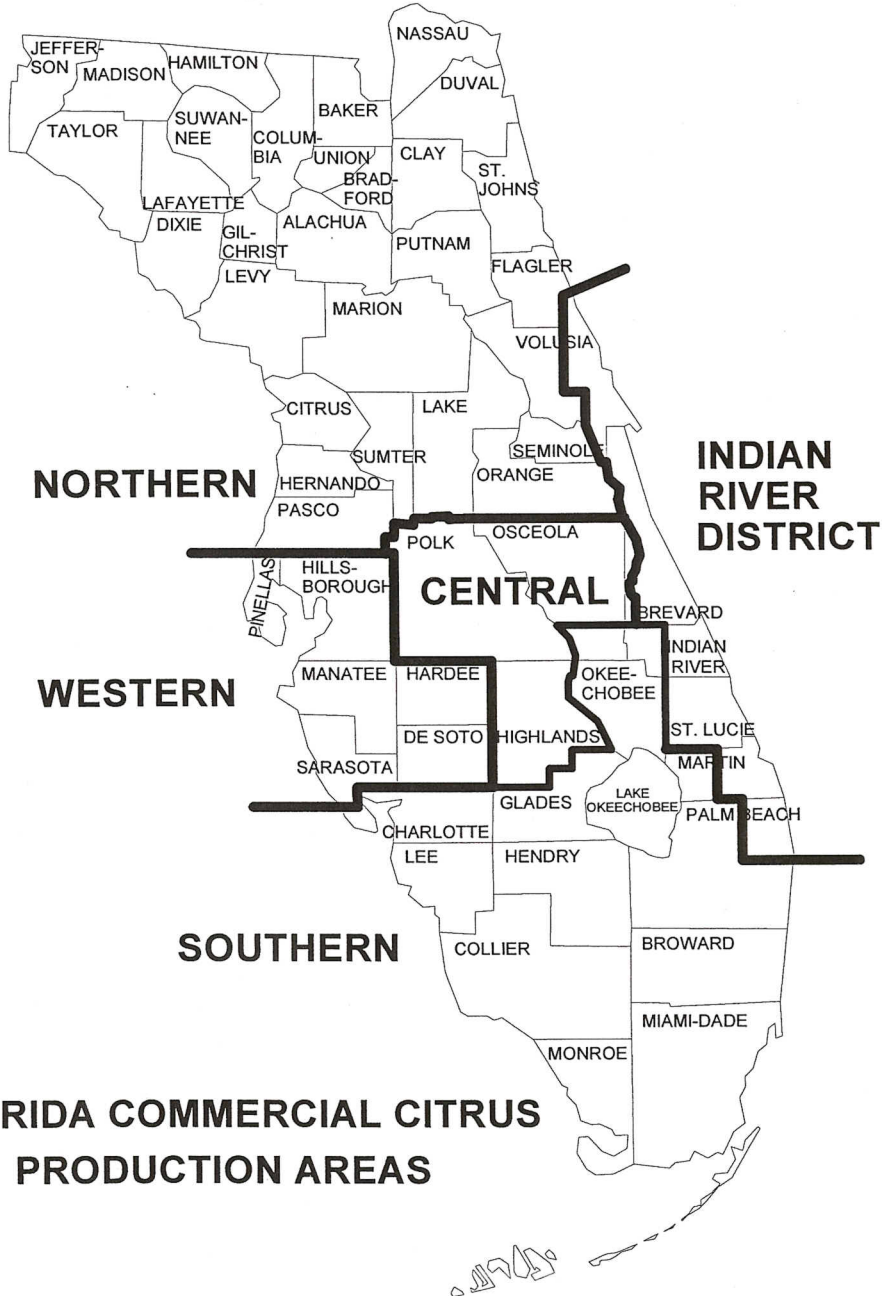 NASSAU
JEFFER-
SON
MADISON
HAMILTON
DUVAL
BAKER
TAYLOR
SUWAN-
NEE
COLUM-
BIA
UNION
BRAD-
FORD
CLAY
ST.
JOHNS
LAFAYETTE
DIXIE
GIL-
CHRIST
ALACHUA
PUTNAM
FLAGLER
LEVY
MARION
VOLUSIA
CITRUS
LAKE
SUMTER
SEMINOLE
ORANGE
NORTHERN
HERNANDO
PASCO
INDIAN
RIVER
DISTRICT
POLK
OSCEOLA
HILLS-
BOROUGH
PINELLAS
CENTRAL
BREVARD
INDIAN
RIVER
WESTERN
MANATEE
HARDEE
OKEE-
CHOBEE
DE SOTO
HIGHLANDS
ST. LUCIE
SARASOTA
MARTIN
GLADES
LAKE
OKEECHOBEE
PALM BEACH
CHARLOTTE
LEE
HENDRY
SOUTHERN
COLLIER
BROWARD
MIAMI-DADE
MONROE
RIDA COMMERCIAL CITRUS
PRODUCTION AREAS